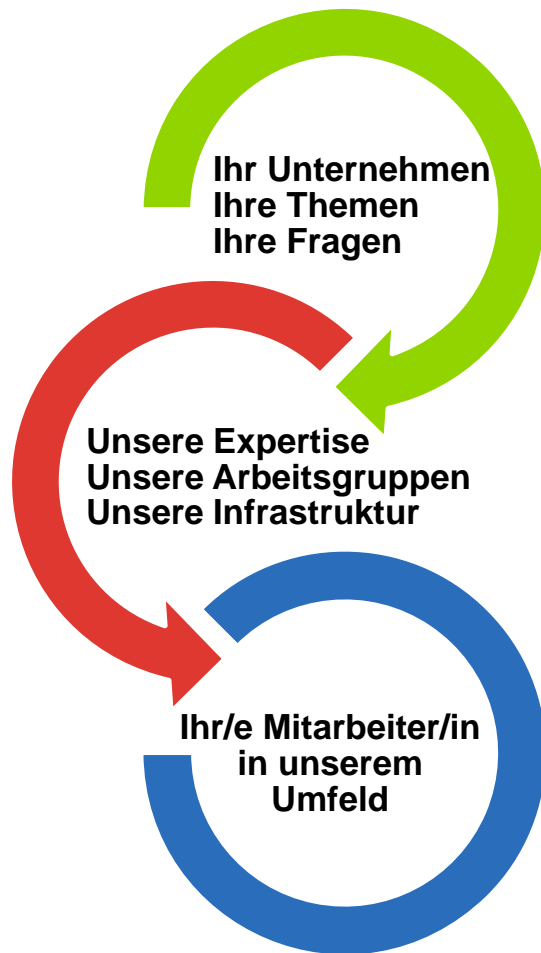 Ihr Unternehmen
Ihre Themen
Ihre Fragen
Unsere Expertise
Unsere Arbeitsgruppen
Unsere Infrastruktur
Ihr/e Mitarbeiter/in
in unserem
Umfeld